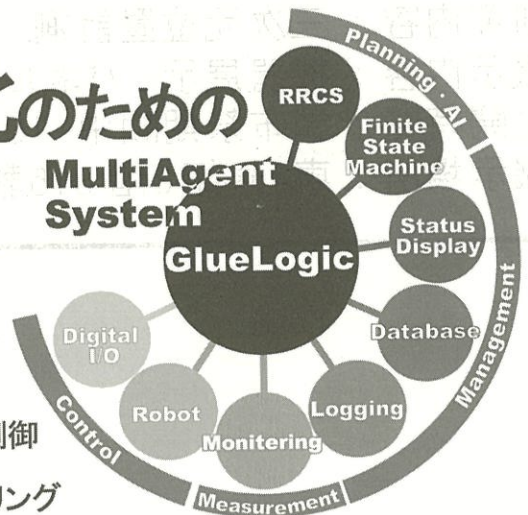 のための
MultiAgent
System
GlueLogic
RRCS
Finite
State
Machine
Status
Display
Database
Logging
Monitering
Robot
Digital
I/O
Planning・AI
Management
Measurement
Control
制御
リング